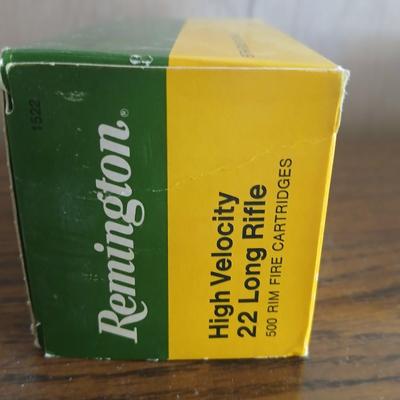 1522
Remington®
High Velocity
22 Long Rifle
500 RIM FIRE CARTRIDGES